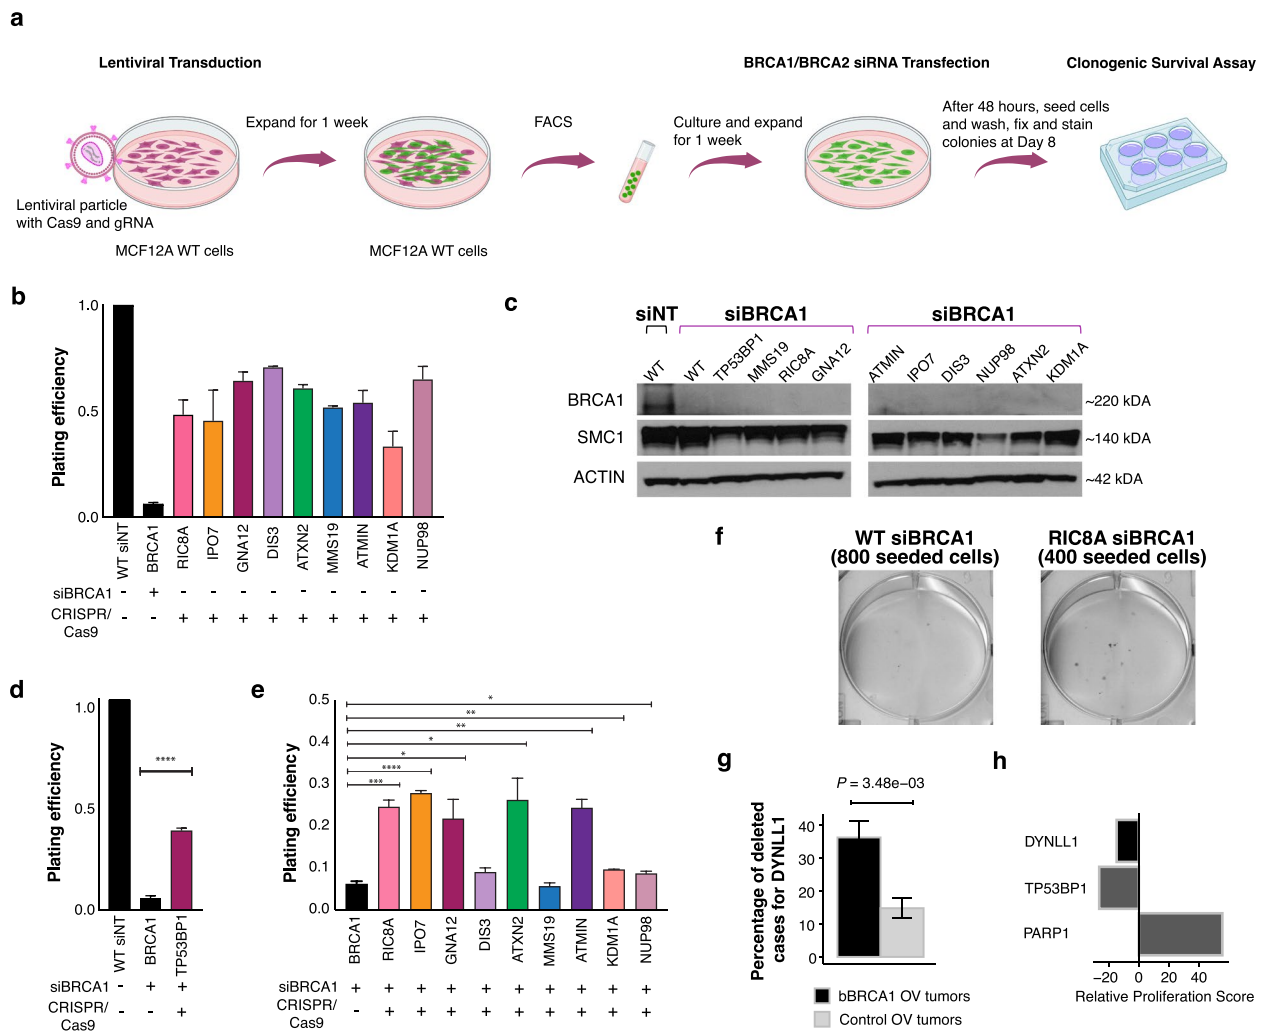 a
Lentiviral Transduction
BRCA1/BRCA2 siRNA Transfection
Clonogenic Survival Assay
Expand for 1 week
FACS
Culture and expand
for 1 week
After 48 hours, seed cells
and wash, fix and stain
colonies at Day 8
Lentiviral particle
with Cas9 and gRNA
MCF12A WT cells
MCF12A WT cells
b
Plating efficiency
1.0
0.5
0.0
WT siNT
BRCA1
RIC8A
IPO7
GNA12
DIS3
ATXN2
MMS19
ATMIN
KDM1A
NUP98
siBRCA1 - + - - - - - - - - -
CRISPR/
Cas9
- - + + + + + + + + +
c
siNT siBRCA1 siBRCA1
WT
WT
TP53BP1
MMS19
RIC8A
GNA12
ATMIN
IPO7
DIS3
NUP98
ATXN2
KDM1A
BRCA1 ~220 kDA
SMC1 ~140 kDA
ACTIN ~42 kDA
d
Plating efficiency
1.0
0.5
0.0
****
WT siNT
BRCA1
TP53BP1
siBRCA1 - + +
CRISPR/
Cas9
- - +
e
Plating efficiency
0.5
0.4
0.3
0.2
0.1
0.0
*
**
**
*
*
****
***
BRCA1
RIC8A
IPO7
GNA12
DIS3
ATXN2
MMS19
ATMIN
KDM1A
NUP98
siBRCA1 + + + + + + + + + +
CRISPR/
Cas9
- + + + + + + + + +
f
WT siBRCA1
(800 seeded cells)
RIC8A siBRCA1
(400 seeded cells)
g
P = 3.48e−03
Percentage of deleted
cases for DYNLL1
40
30
20
10
0
bBRCA1 OV tumors
Control OV tumors
h
DYNLL1
TP53BP1
PARP1
−20 0 20 40
Relative Proliferation Score